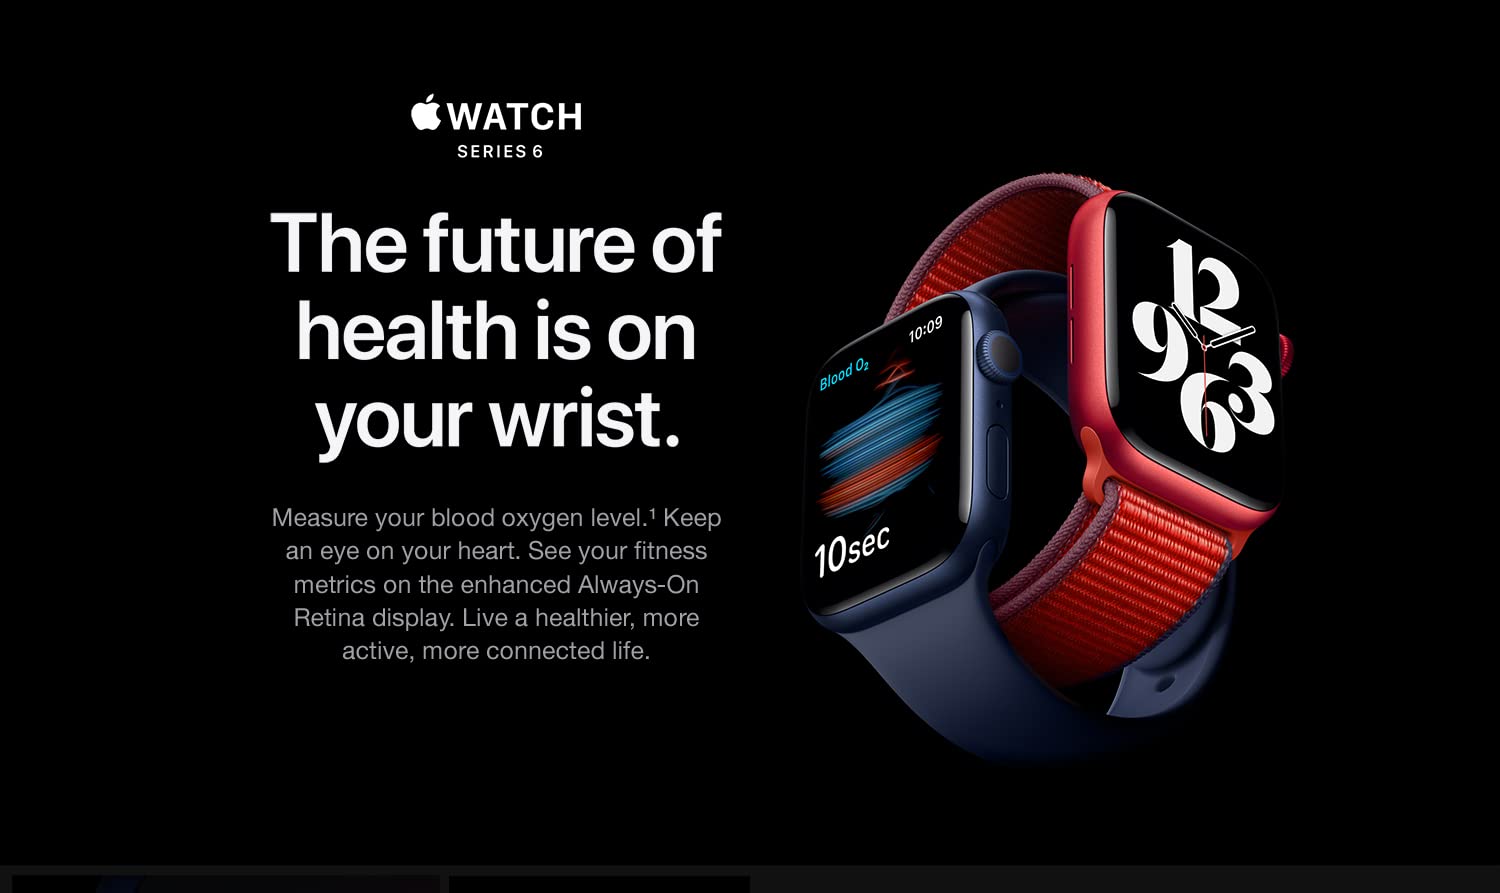 WATCH
SERIES 6
The future of
health is on
your wrist.
Measure your blood oxygen level.¹ Keep
an eye on your heart. See your fitness
metrics on the enhanced Always-On
Retina display. Live a healthier, more
active, more connected life.
10:09
Blood O₂
10sec
12
9
3
6